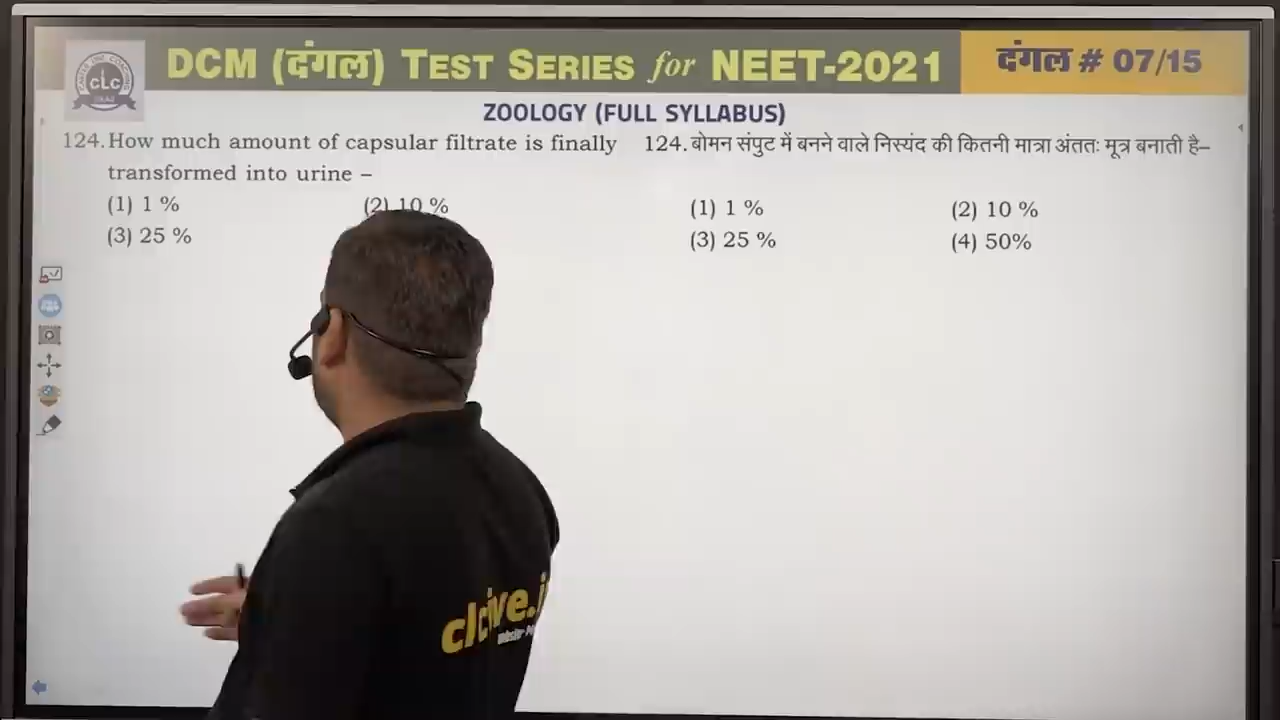 DCM (दंगल) TEST SERIES for NEET-2021
दंगल # 07/15
CLC
ZOOLOGY (FULL SYLLABUS)
124. How much amount of capsular filtrate is finally
transformed into urine –
(1) 1 % (2) 10 %
(3) 25 %
124. बोमन संपुट में बनने वाले निस्यंद की कितनी मात्रा अंततः मूत्र बनाती है–
(1) 1 % (2) 10 %
(3) 25 % (4) 50%